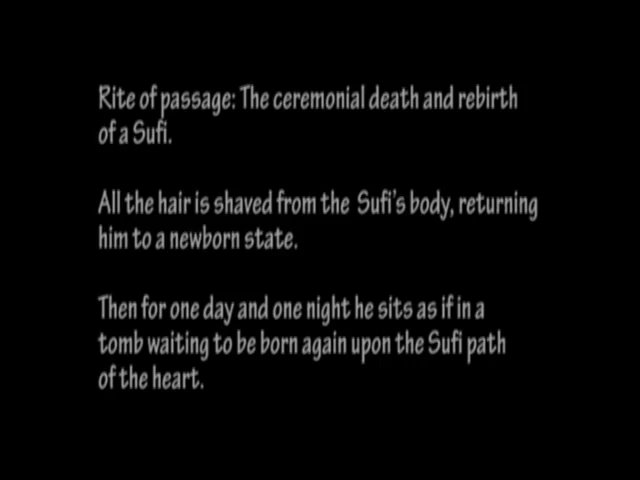 Rite of passage: The ceremonial death and rebirth
of a Sufi.
All the hair is shaved from the Sufi's body, returning
him to a newborn state.
Then for one day and one night he sits as if in a
tomb waiting to be born again upon the Sufi path
of the heart.